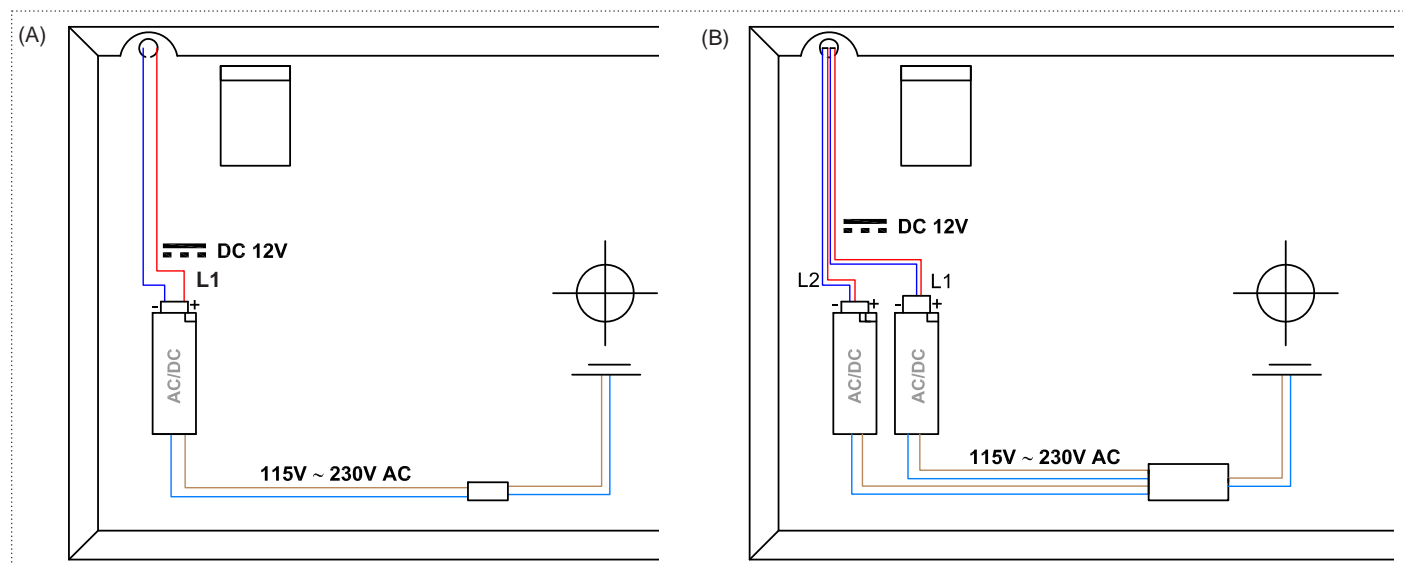 (A)
DC 12V
L1
- +
AC/DC
115V ~ 230V AC
(B)
DC 12V
L2 L1
- + - +
AC/DC AC/DC
115V ~ 230V AC